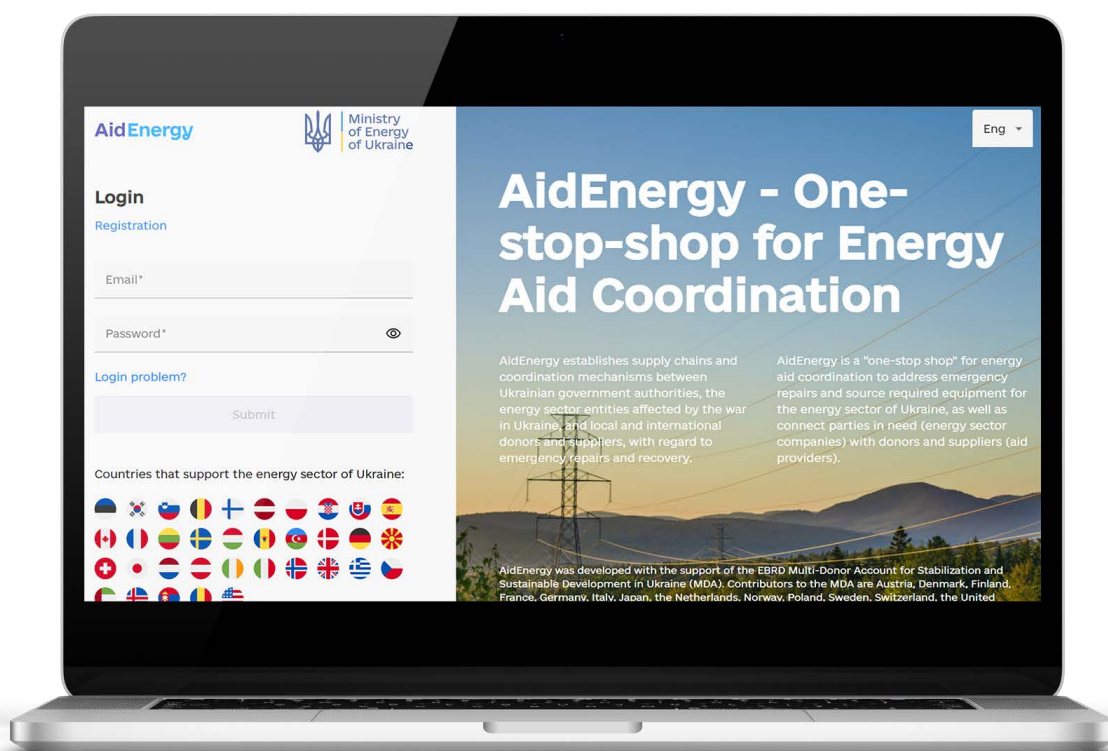 AidEnergy
Ministry
of Energy
of Ukraine
Login
Registration
Email*
Password*
Login problem?
Submit
Countries that support the energy sector of Ukraine:
Eng
AidEnergy - One-
stop-shop for Energy
Aid Coordination
AidEnergy establishes supply chains and
coordination mechanisms between
Ukrainian government authorities, the
energy sector entities affected by the war
in Ukraine, and local and international
donors and suppliers, with regard to
emergency repairs and recovery.
AidEnergy is a "one-stop shop" for energy
aid coordination to address emergency
repairs and source required equipment for
the energy sector of Ukraine, as well as
connect parties in need (energy sector
companies) with donors and suppliers (aid
providers).
AidEnergy was developed with the support of the EBRD Multi-Donor Account for Stabilization and
Sustainable Development in Ukraine (MDA). Contributors to the MDA are Austria, Denmark, Finland,
France, Germany, Italy, Japan, the Netherlands, Norway, Poland, Sweden, Switzerland, the United